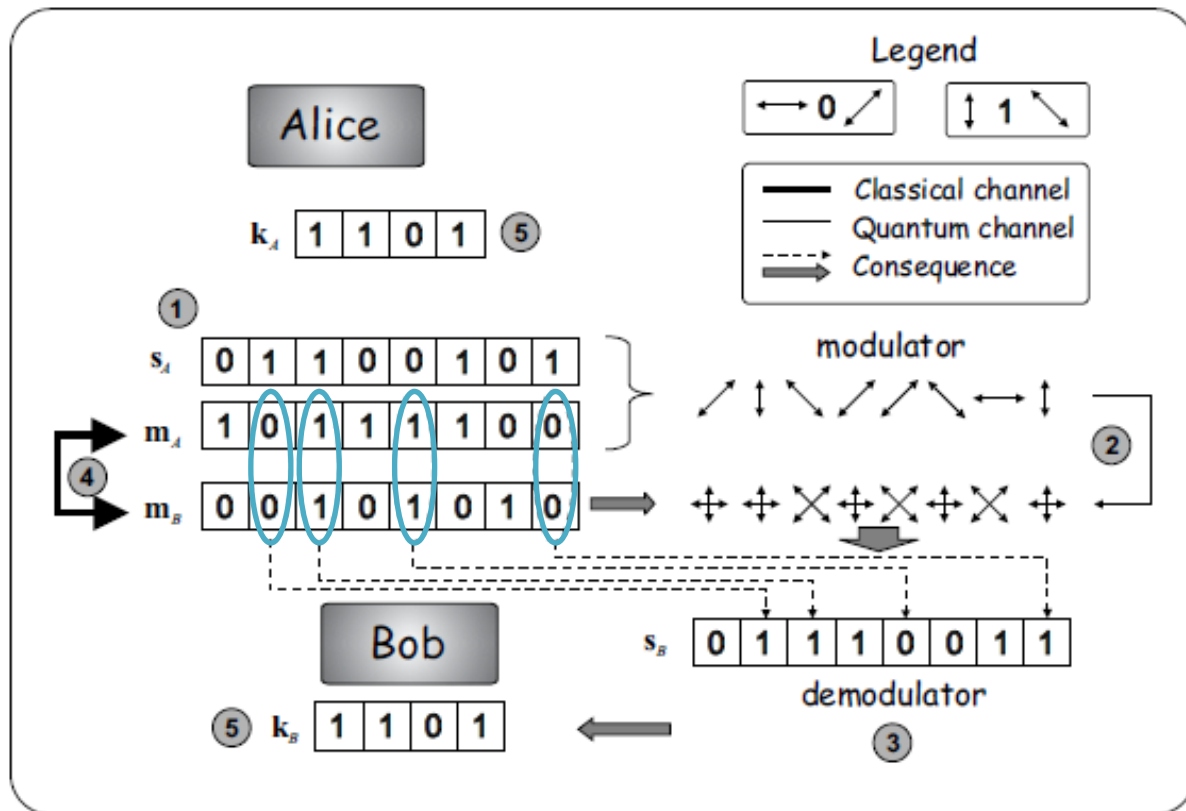 Legend
0
1
Alice
Classical channel
Quantum channel
Consequence
k_A 1 1 0 1 5
1
s_A 0 1 1 0 0 1 0 1
modulator
m_A 1 0 1 1 1 1 0 0
2
4
m_B 0 0 1 0 1 0 1 0
Bob
s_B 0 1 1 1 0 0 1 1
demodulator
5 k_B 1 1 0 1
3